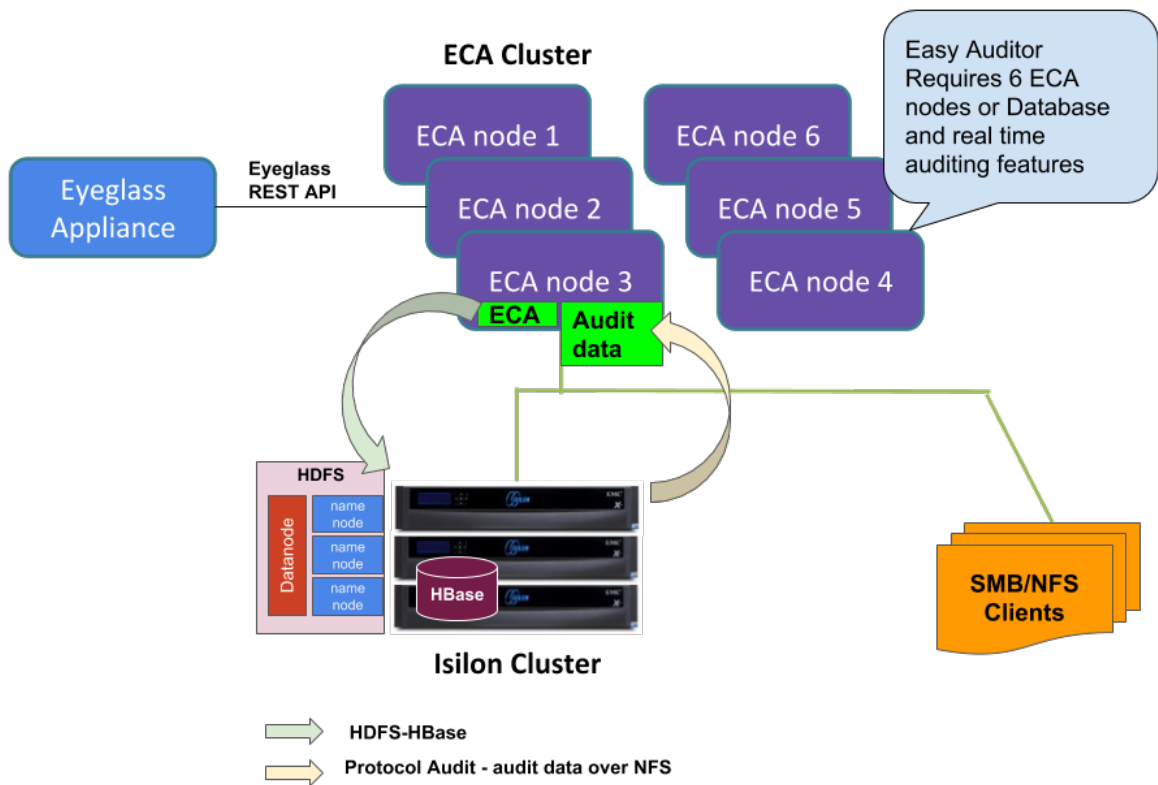 ECA Cluster
Easy Auditor
Requires 6 ECA
nodes or Database
and real time
auditing features
ECA node 1
ECA node 6
Eyeglass
Appliance
Eyeglass
REST API
ECA node 2
ECA node 5
ECA node 3
ECA node 4
ECA
Audit
data
HDFS
Datanode
name
node
name
node
name
node
EMC
HBase
SMB/NFS
Clients
Isilon Cluster
HDFS-HBase
Protocol Audit - audit data over NFS